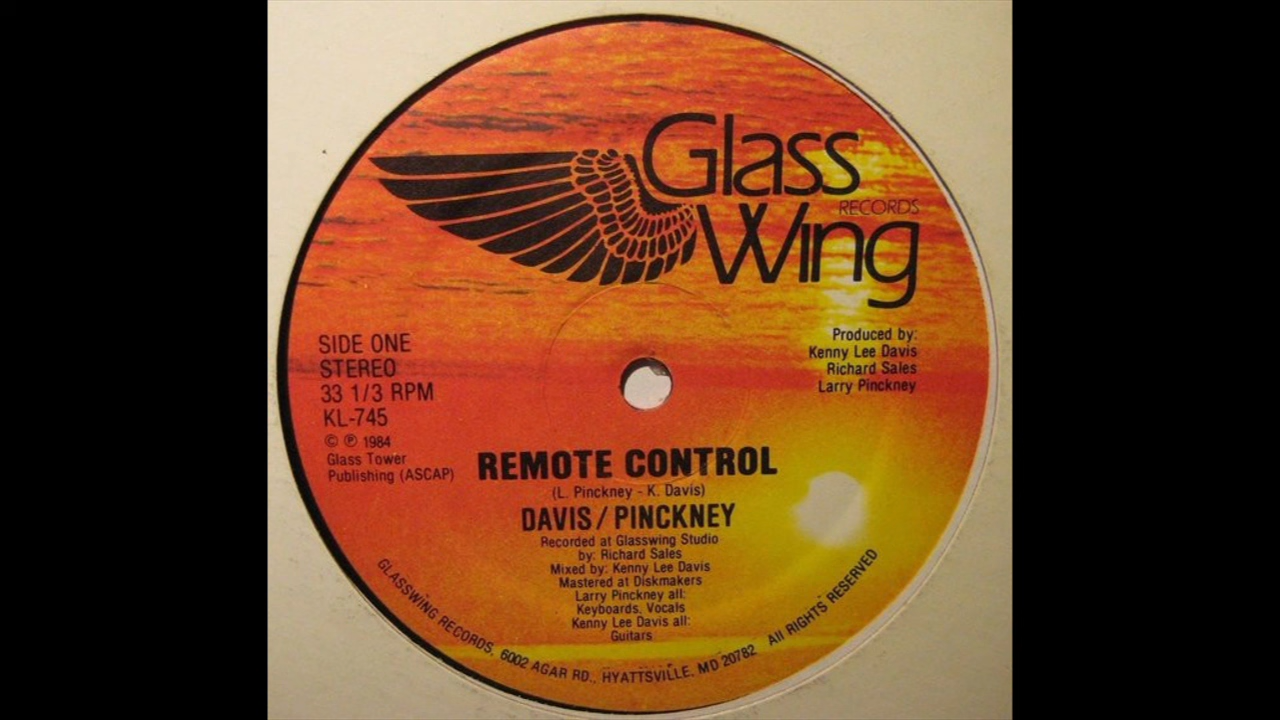 Glass
RECORDS
Wing
Produced by:
Kenny Lee Davis
Richard Sales
Larry Pinckney
SIDE ONE
STEREO
33 1/3 RPM
KL-745
© ℗ 1984
Glass Tower
Publishing (ASCAP)
REMOTE CONTROL
(L. Pinckney - K. Davis)
DAVIS/PINCKNEY
Recorded at Glasswing Studio
by: Richard Sales
Mixed by: Kenny Lee Davis
Mastered at Diskmakers
Larry Pinckney all:
Keyboards, Vocals
Kenny Lee Davis all:
Guitars
GLASSWING RECORDS, 6002 AGAR RD., HYATTSVILLE, MD 20782 All RIGHTS RESERVED